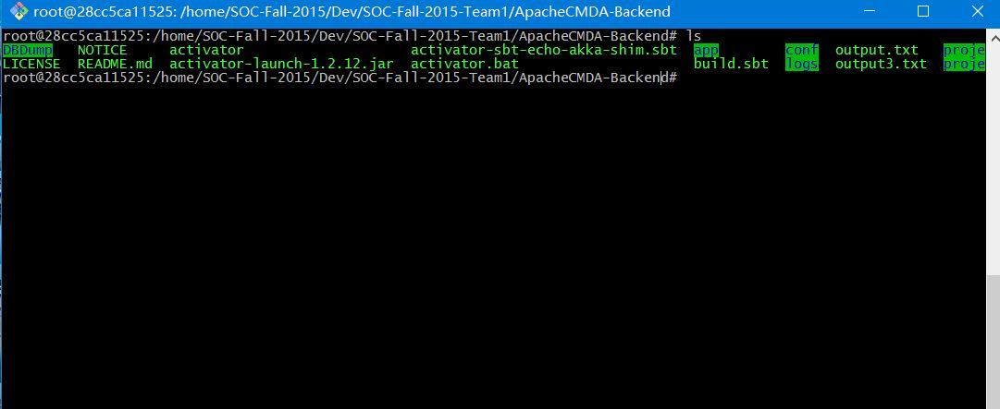 root@28cc5ca11525: /home/SOC-Fall-2015/Dev/SOC-Fall-2015-Team1/ApacheCMDA-Backend
root@28cc5ca11525:/home/SOC-Fall-2015/Dev/SOC-Fall-2015-Team1/ApacheCMDA-Backend# ls
DBDump NOTICE activator activator-sbt-echo-akka-shim.sbt app conf output.txt proje
LICENSE README.md activator-launch-1.2.12.jar activator.bat build.sbt logs output3.txt proje
root@28cc5ca11525:/home/SOC-Fall-2015/Dev/SOC-Fall-2015-Team1/ApacheCMDA-Backend#